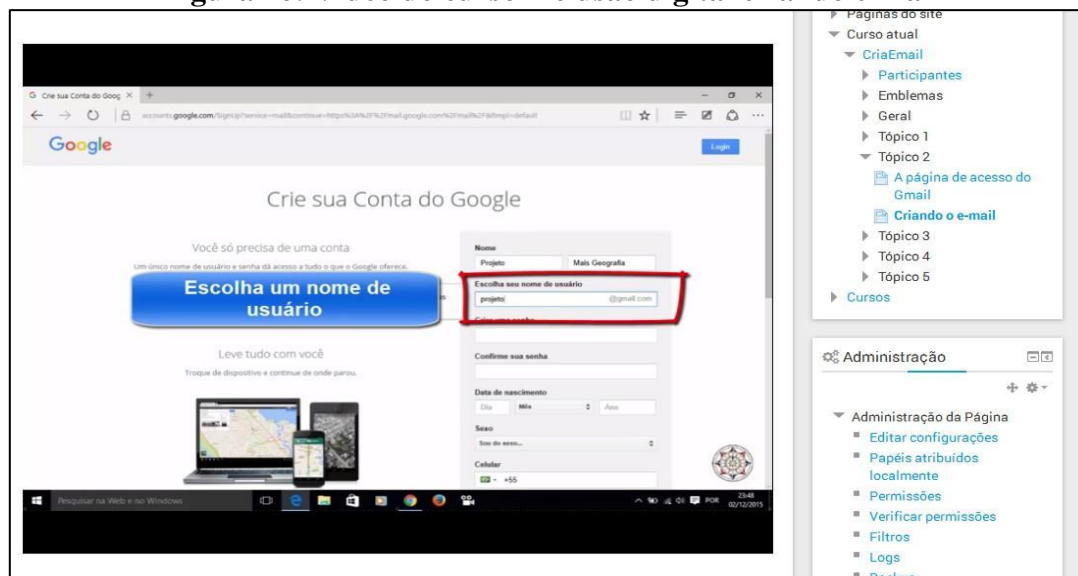 Páginas do site
Curso atual
CriaEmail
Participantes
Emblemas
Geral
Tópico 1
Tópico 2
A página de acesso do
Gmail
Criando o e-mail
Tópico 3
Tópico 4
Tópico 5
Cursos
Administração
Administração da Página
Editar configurações
Papéis atribuídos
localmente
Permissões
Verificar permissões
Filtros
Logs
Crie sua Conta do Goog
Google
Login
Crie sua Conta do Google
Você só precisa de uma conta
Um único nome de usuário e senha dá acesso a tudo o que o Google oferece.
Escolha um nome de
usuário
Leve tudo com você
Troque de dispositivo e continue de onde parou.
Nome
Projeto
Mais Geografia
Escolha seu nome de usuário
projeto
@gmail.com
Confirme sua senha
Data de nascimento
Dia
Mês
Ano
Sexo
Sou do sexo...
Celular
+55
Pesquisar na Web e no Windows
POR
23:48
02/12/2015